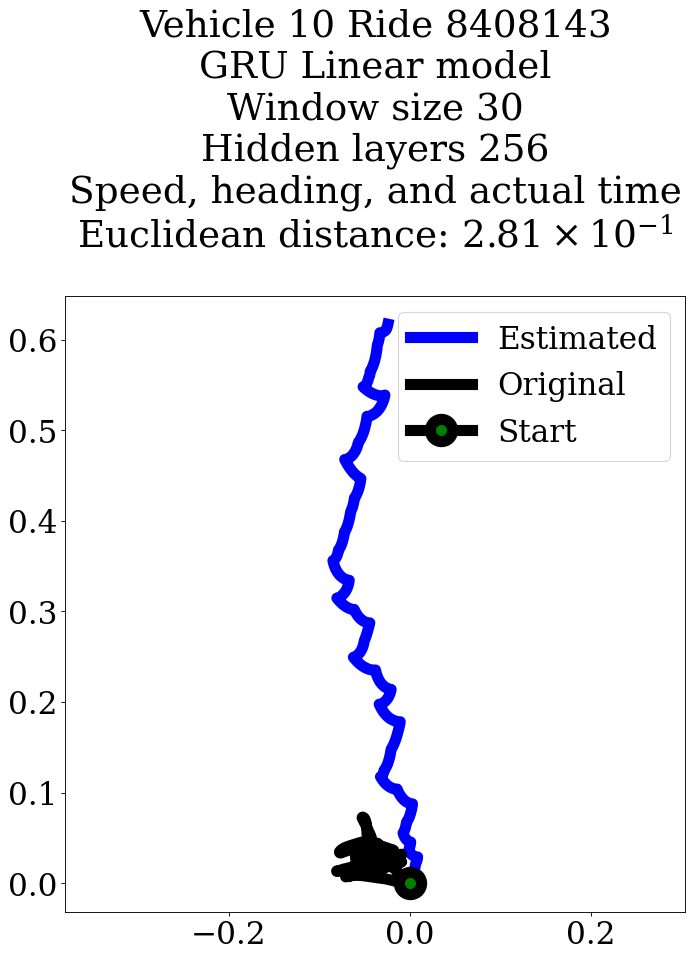 Vehicle 10 Ride 8408143
GRU Linear model
Window size 30
Hidden layers 256
Speed, heading, and actual time
Euclidean distance: 2.81 × 10⁻¹
Estimated
Original
Start
0.6
0.5
0.4
0.3
0.2
0.1
0.0
−0.2 0.0 0.2